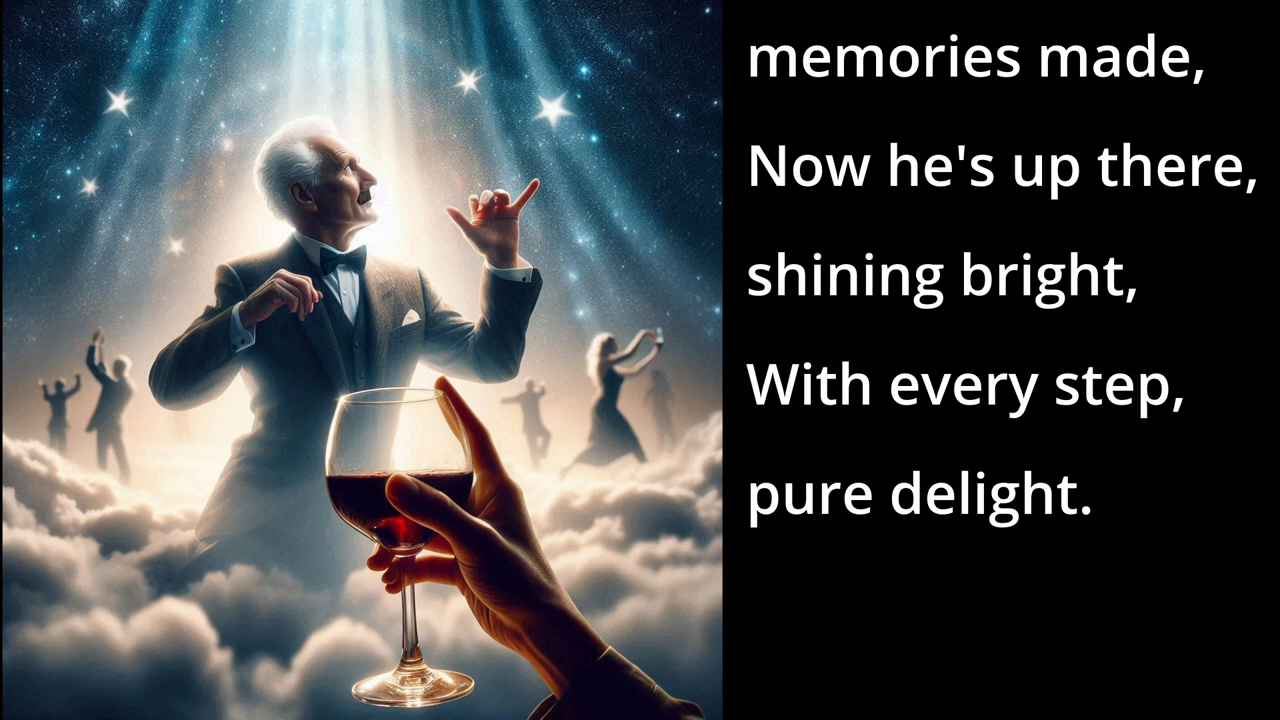 memories made,
Now he's up there,
shining bright,
With every step,
pure delight.